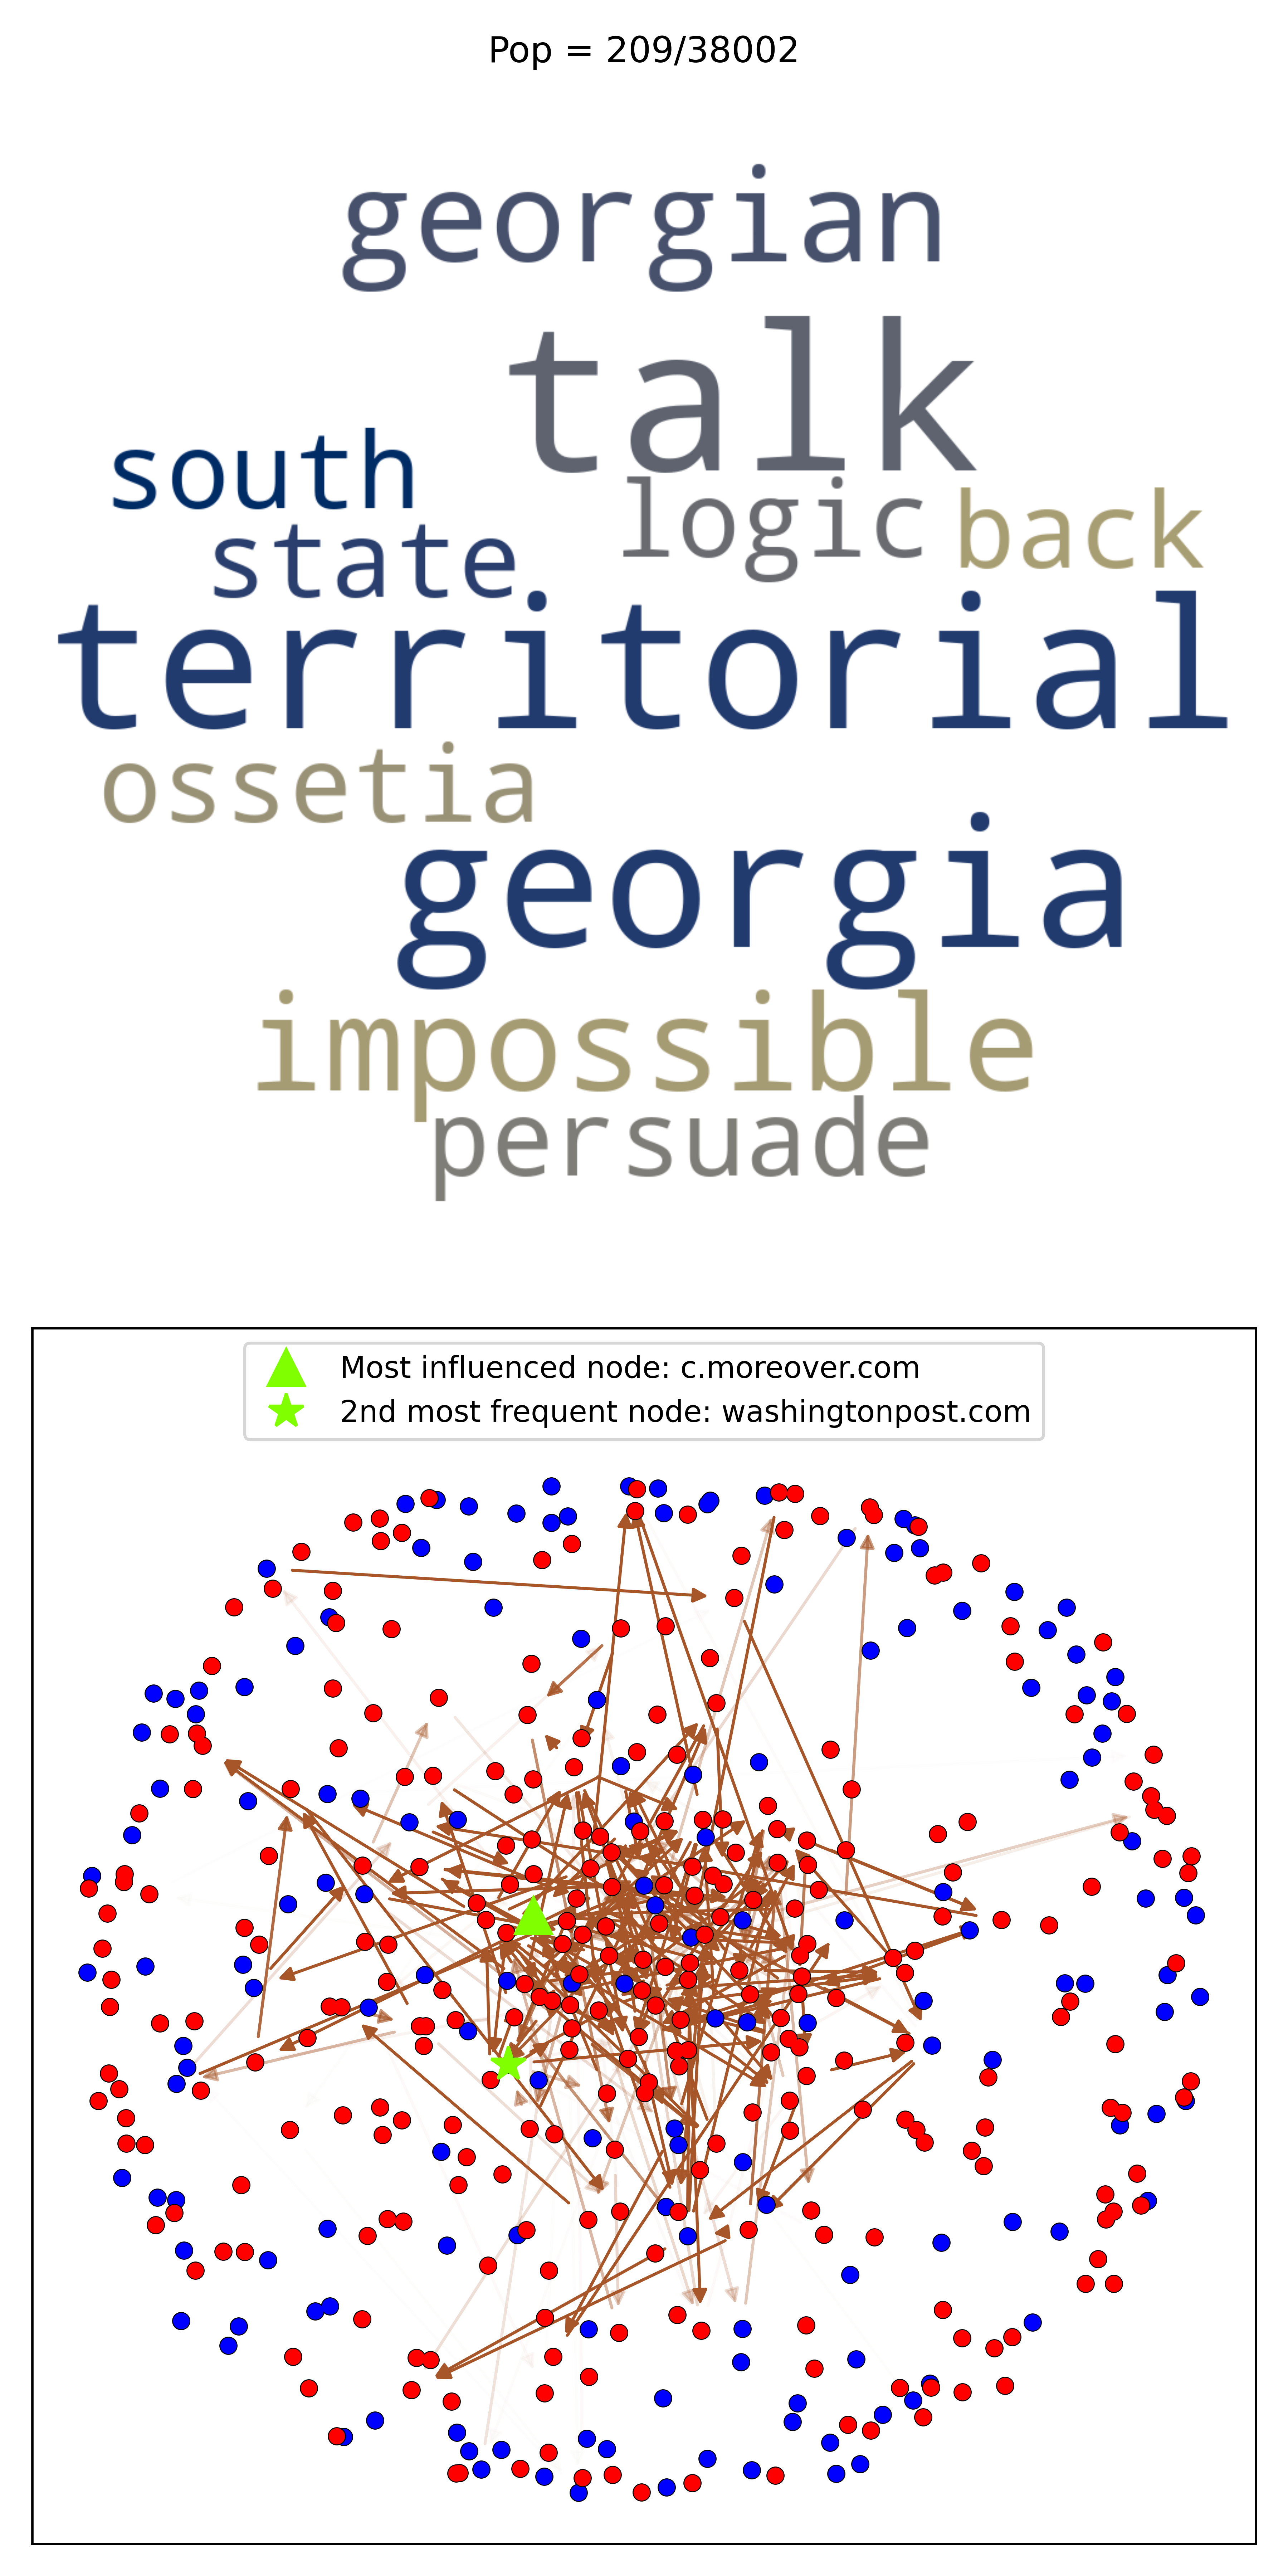 Pop = 209/38002
georgian
talk
south
logic back
state
territorial
ossetia
georgia
impossible
persuade
Most influenced node: c.moreover.com
2nd most frequent node: washingtonpost.com